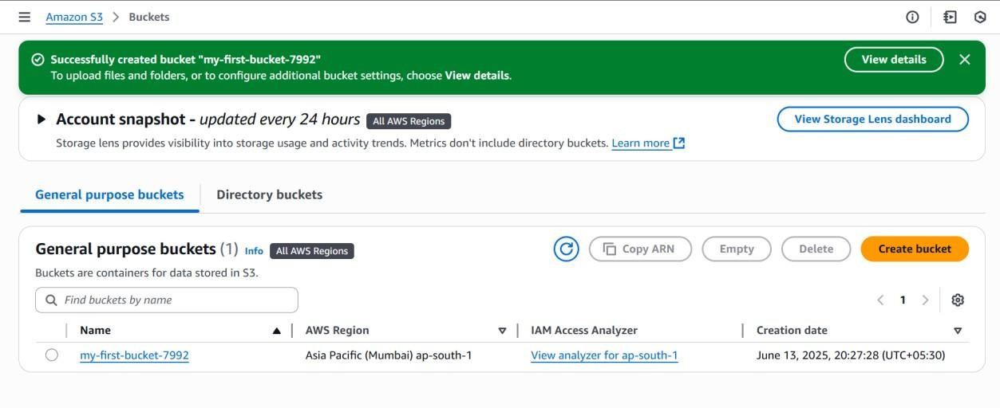 Amazon S3 > Buckets
Successfully created bucket "my-first-bucket-7992"
To upload files and folders, or to configure additional bucket settings, choose View details.
View details
Account snapshot - updated every 24 hours All AWS Regions
View Storage Lens dashboard
Storage lens provides visibility into storage usage and activity trends. Metrics don't include directory buckets. Learn more
General purpose buckets Directory buckets
General purpose buckets (1) Info All AWS Regions
Copy ARN Empty Delete Create bucket
Buckets are containers for data stored in S3.
Find buckets by name
1
Name AWS Region IAM Access Analyzer Creation date
my-first-bucket-7992 Asia Pacific (Mumbai) ap-south-1 View analyzer for ap-south-1 June 13, 2025, 20:27:28 (UTC+05:30)